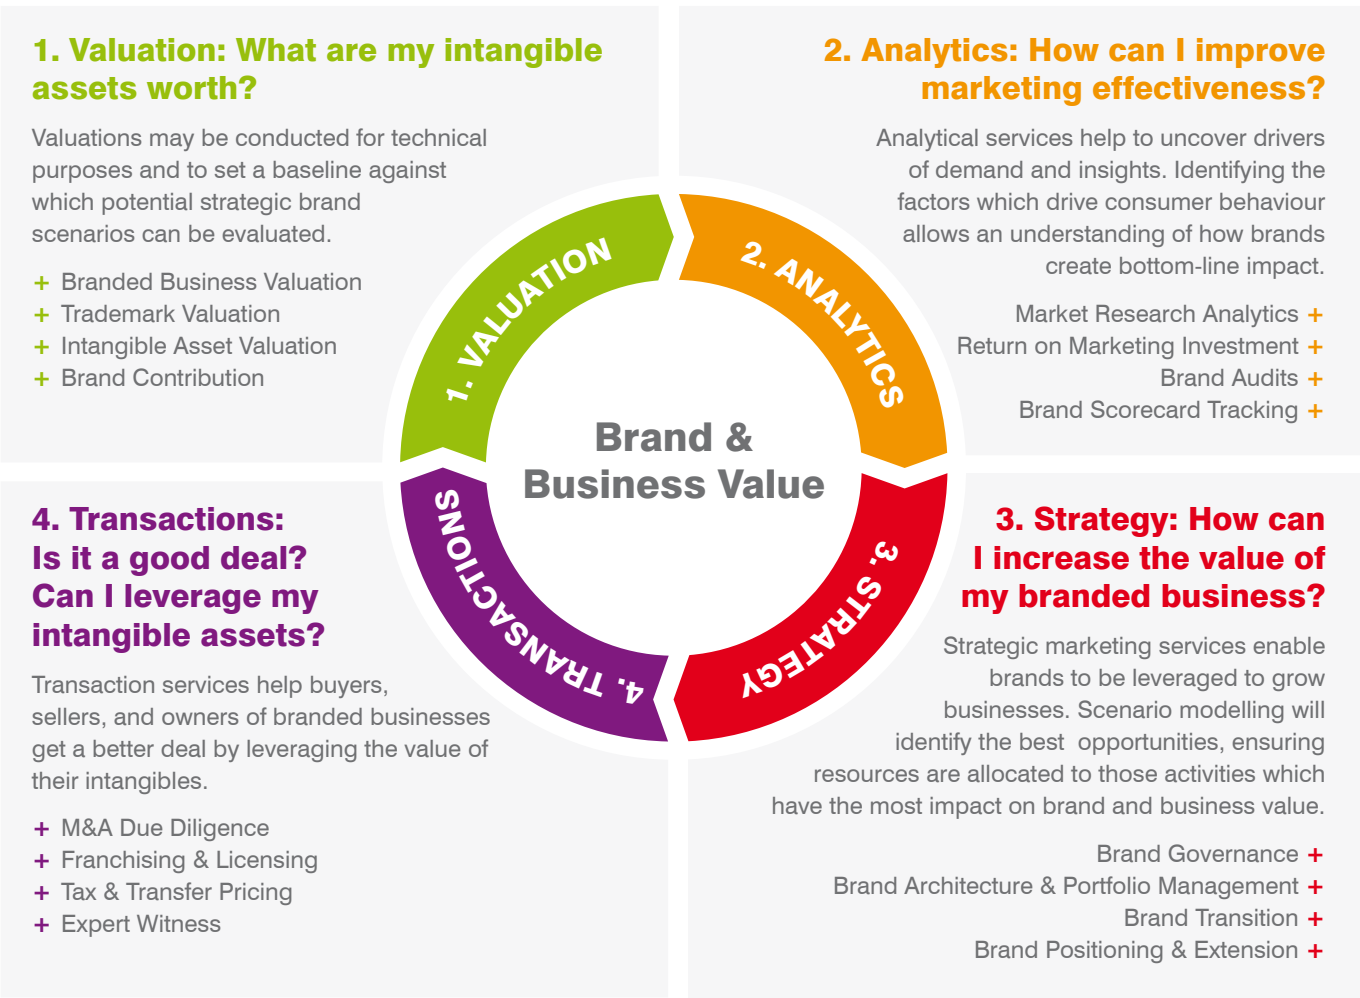 1. Valuation: What are my intangible
assets worth?
Valuations may be conducted for technical
purposes and to set a baseline against
which potential strategic brand
scenarios can be evaluated.
+ Branded Business Valuation
+ Trademark Valuation
+ Intangible Asset Valuation
+ Brand Contribution
2. Analytics: How can I improve
marketing effectiveness?
Analytical services help to uncover drivers
of demand and insights. Identifying the
factors which drive consumer behaviour
allows an understanding of how brands
create bottom-line impact.
Market Research Analytics +
Return on Marketing Investment +
Brand Audits +
Brand Scorecard Tracking +
1. VALUATION
2. ANALYTICS
Brand &
Business Value
3. STRATEGY
4. TRANSACTIONS
3. Strategy: How can
I increase the value of
my branded business?
Strategic marketing services enable
brands to be leveraged to grow
businesses. Scenario modelling will
identify the best  opportunities, ensuring
resources are allocated to those activities which
have the most impact on brand and business value.
Brand Governance +
Brand Architecture & Portfolio Management +
Brand Transition +
Brand Positioning & Extension +
4. Transactions:
Is it a good deal?
Can I leverage my
intangible assets?
Transaction services help buyers,
sellers, and owners of branded businesses
get a better deal by leveraging the value of
their intangibles.
+ M&A Due Diligence
+ Franchising & Licensing
+ Tax & Transfer Pricing
+ Expert Witness